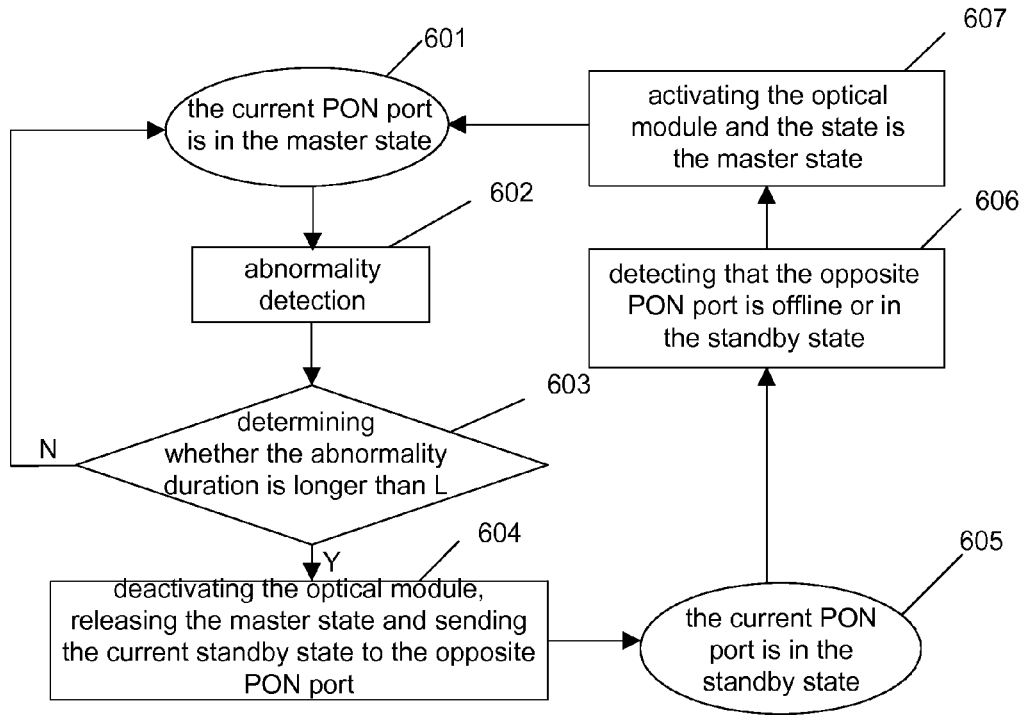 601
the current PON port
is in the master state
602
abnormality
detection
603
determining
whether the abnormality
duration is longer than L
N
Y
604
deactivating the optical module,
releasing the master state and sending
the current standby state to the opposite
PON port
605
the current PON
port is in the
standby state
606
detecting that the opposite
PON port is offline or in
the standby state
607
activating the optical
module and the state is
the master state